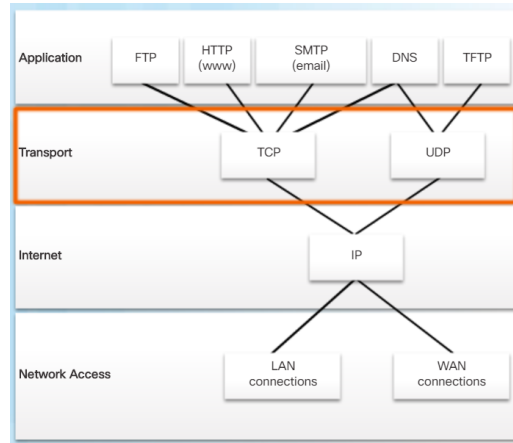 Application
FTP
HTTP
(www)
SMTP
(email)
DNS
TFTP
Transport
TCP
UDP
Internet
IP
Network Access
LAN
connections
WAN
connections